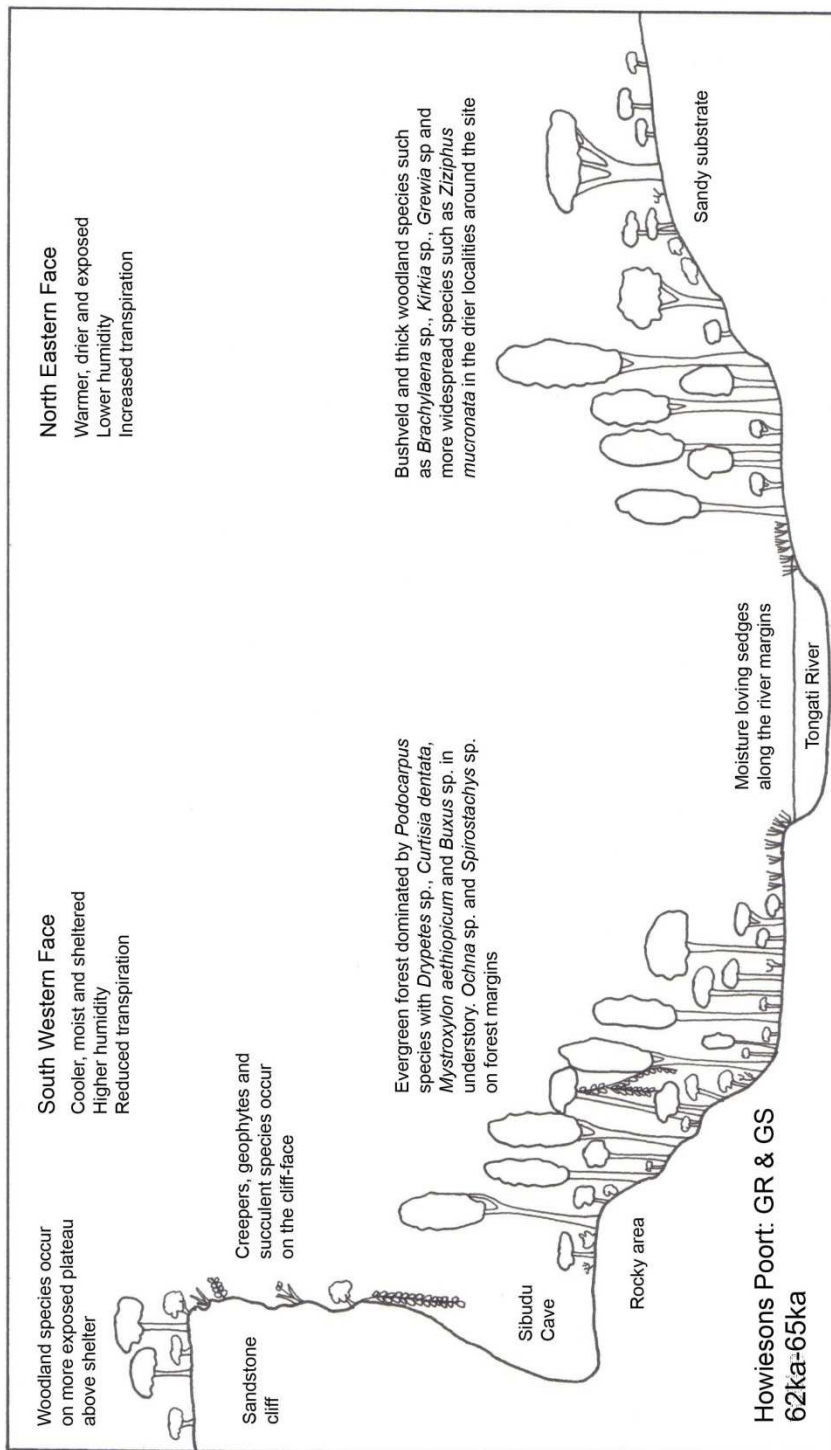 Woodland species occur
on more exposed plateau
above shelter
South Western Face
Cooler, moist and sheltered
Higher humidity
Reduced transpiration
North Eastern Face
Warmer, drier and exposed
Lower humidity
Increased transpiration
Creepers, geophytes and
succulent species occur
on the cliff-face
Sandstone
cliff
Evergreen forest dominated by Podocarpus
species with Drypetes sp., Curtisia dentata,
Mystroxylon aethiopicum and Buxus sp. in
understory. Ochna sp. and Spirostachys sp.
on forest margins
Bushveld and thick woodland species such
as Brachylaena sp., Kirkia sp., Grewia sp and
more widespread species such as Ziziphus
mucronata in the drier localities around the site
Sibudu
Cave
Rocky area
Moisture loving sedges
along the river margins
Sandy substrate
Tongati River
Howiesons Poort: GR & GS
62ka-65ka